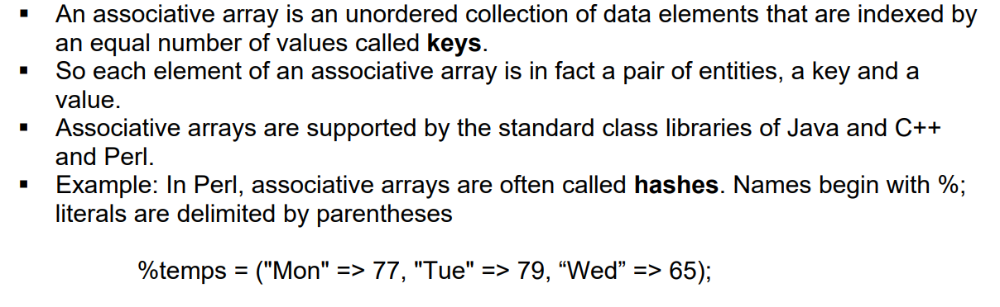 ▪ An associative array is an unordered collection of data elements that are indexed by
an equal number of values called keys.
▪ So each element of an associative array is in fact a pair of entities, a key and a
value.
▪ Associative arrays are supported by the standard class libraries of Java and C++
and Perl.
▪ Example: In Perl, associative arrays are often called hashes. Names begin with %;
literals are delimited by parentheses
%temps = ("Mon" => 77, "Tue" => 79, “Wed” => 65);